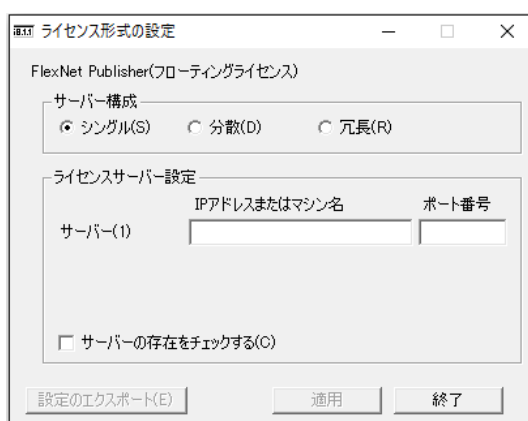 ライセンス形式の設定
FlexNet Publisher(フローティングライセンス)
サーバー構成
シングル(S) 分散(D) 冗長(R)
ライセンスサーバー設定
IPアドレスまたはマシン名 ポート番号
サーバー(1)
サーバーの存在をチェックする(C)
設定のエクスポート(E) 適用 終了